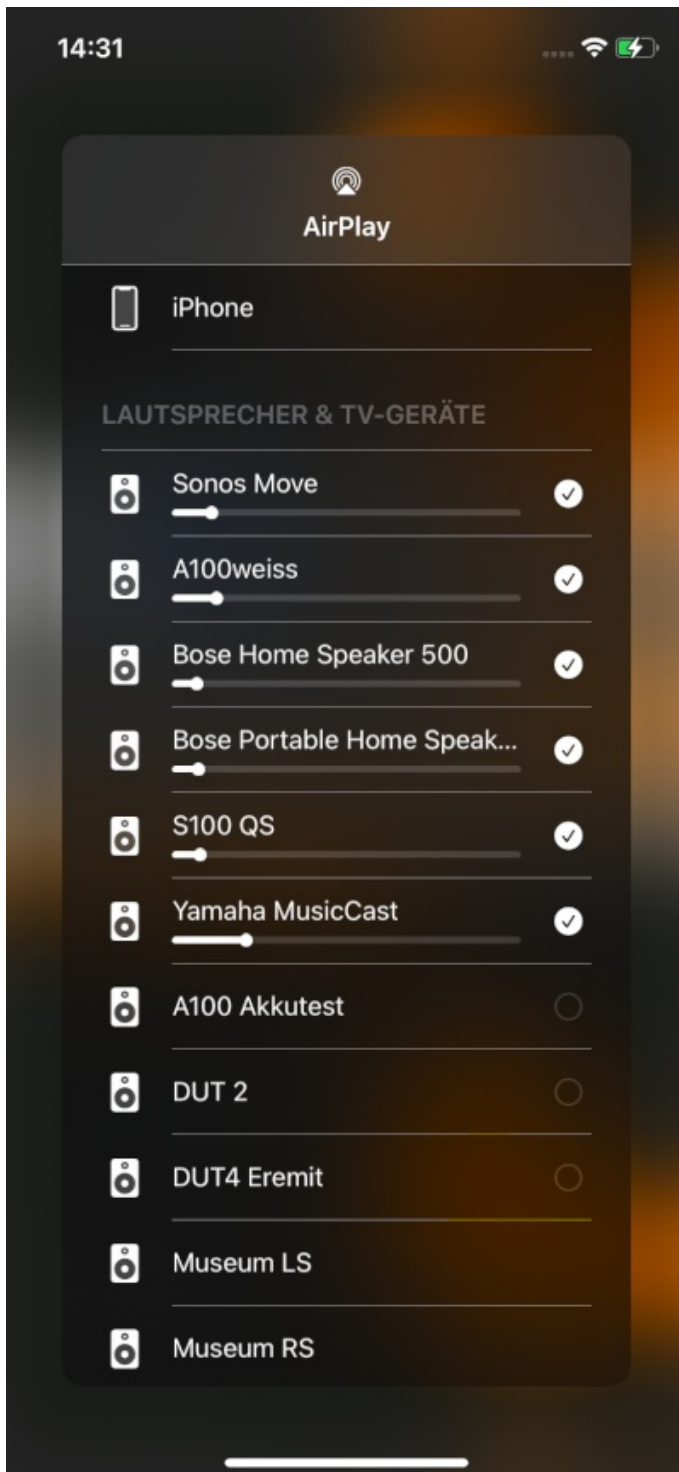 14:31
AirPlay
iPhone
LAUTSPRECHER & TV-GERÄTE
Sonos Move
A100weiss
Bose Home Speaker 500
Bose Portable Home Speak...
S100 QS
Yamaha MusicCast
A100 Akkutest
DUT 2
DUT4 Eremit
Museum LS
Museum RS